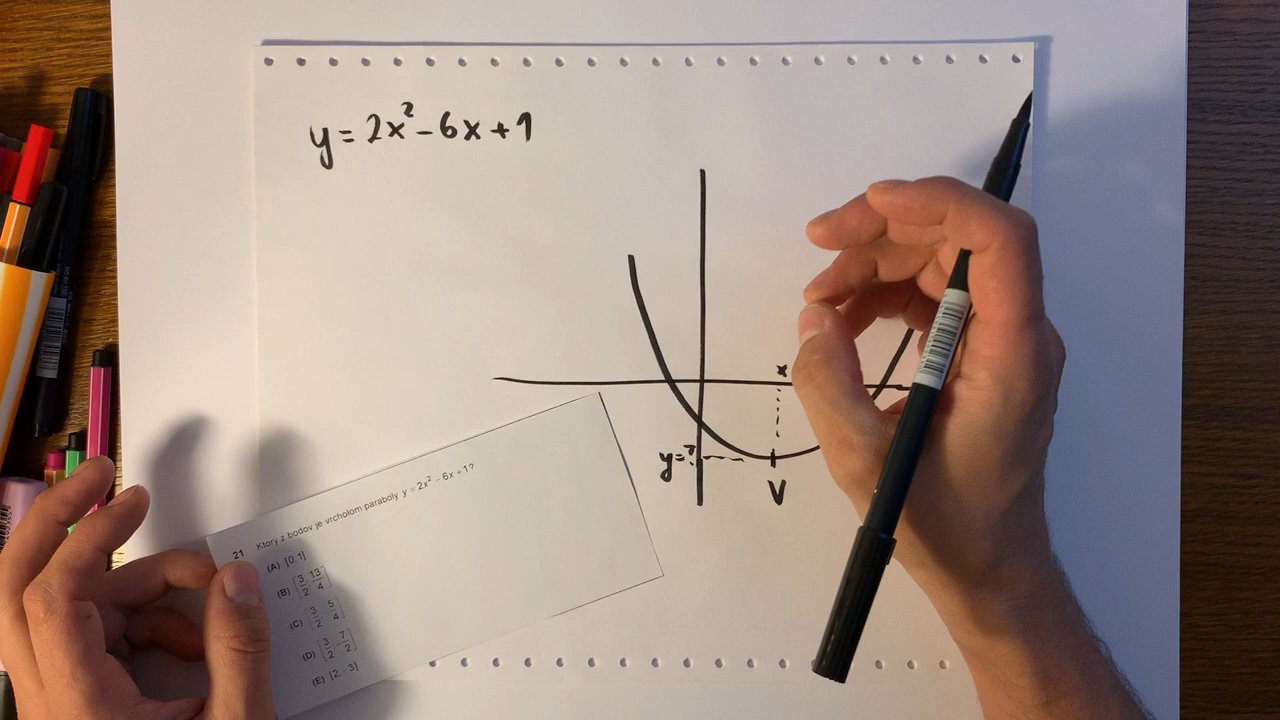 y = 2x² - 6x + 1
x
y = ?
V
21 Ktorý z bodov je vrcholom paraboly y = 2x² - 6x + 1?
(A) [0, 1]
(B) [3/2, 13/4]
(C) 3/2 5/4
(D) [3/2 7/2]
(E) [2, -3]